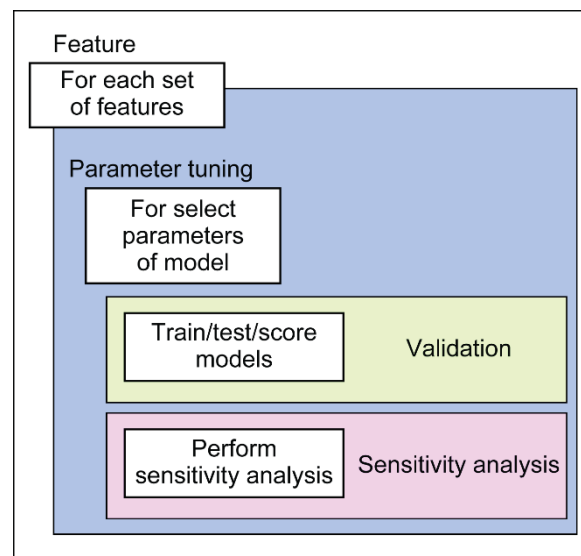 Feature
For each set
of features
Parameter tuning
For select
parameters
of model
Train/test/score
models
Validation
Perform
sensitivity analysis
Sensitivity analysis